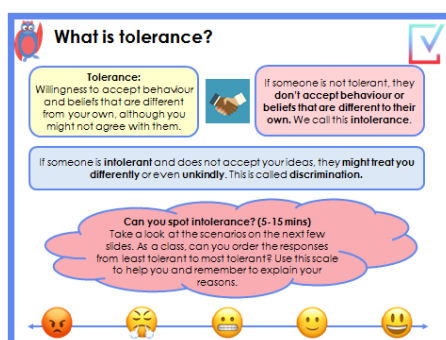 What is tolerance?
Tolerance:
Willingness to accept behaviour
and beliefs that are different
from your own, although you
might not agree with them.
If someone is not tolerant, they
don't accept behaviour or
beliefs that are different to their
own. We call this intolerance.
If someone is intolerant and does not accept your ideas, they might treat you
differently or even unkindly. This is called discrimination.
Can you spot intolerance? (5-15 mins)
Take a look at the scenarios on the next few
slides. As a class, can you order the responses
from least tolerant to most tolerant? Use this scale
to help you and remember to explain your
reasons.